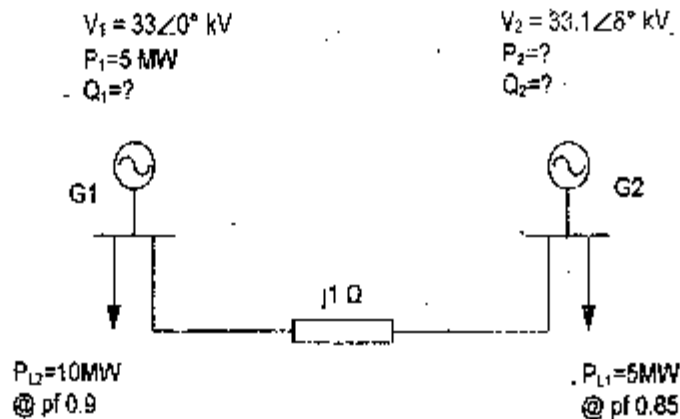 V₁ = 33∠0° kV
P₁=5 MW
Q₁=?
V₂ = 33.1∠δ° kV
P₂=?
Q₂=?
G1
G2
j1 Ω
P_L2=10MW
@ pf 0.9
P_L1=5MW
@ pf 0.85